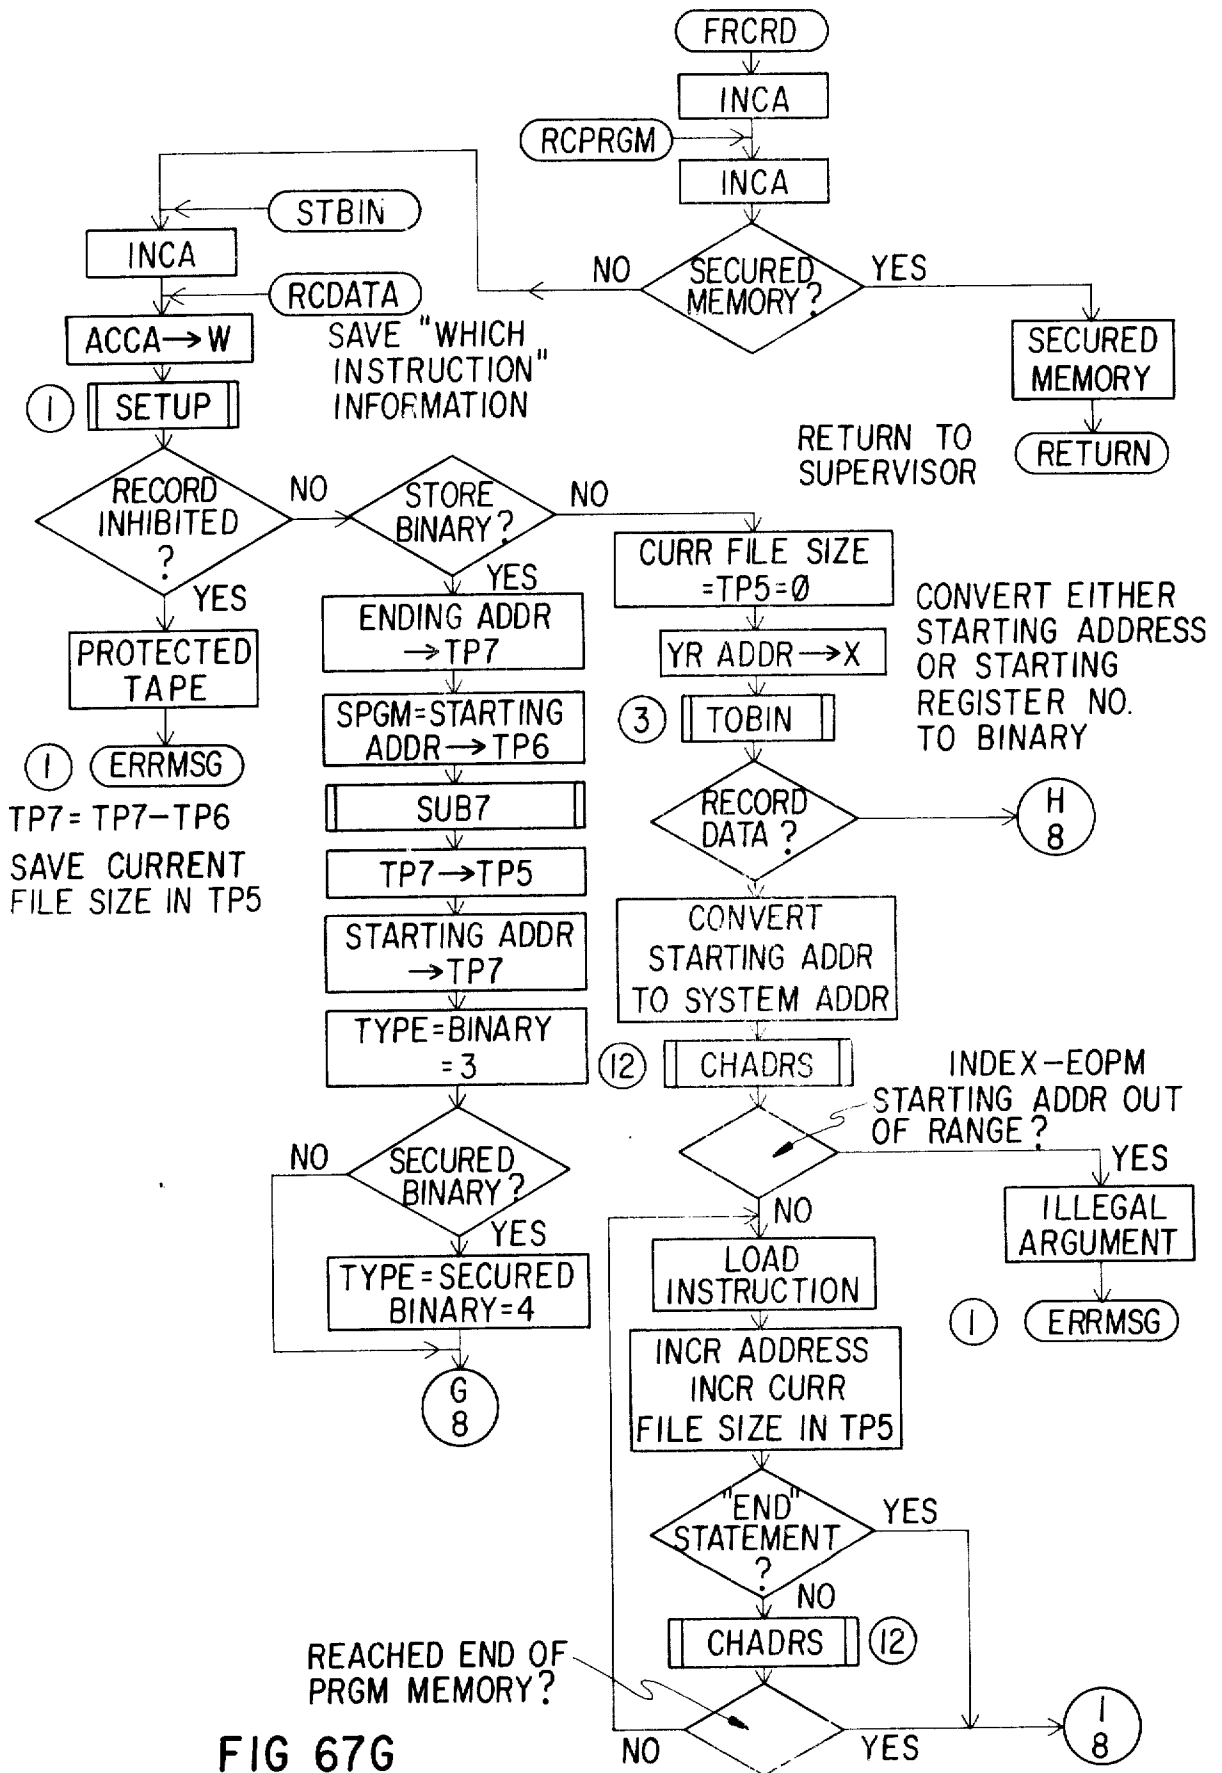 FRCRD
INCA
RCPRGM
INCA
SECURED
MEMORY?
NO
YES
SECURED
MEMORY
RETURN TO
SUPERVISOR
RETURN
STBIN
INCA
RCDATA
SAVE "WHICH
INSTRUCTION"
INFORMATION
ACCA→W
1
SETUP
RECORD
INHIBITED
?
NO
YES
PROTECTED
TAPE
1
ERRMSG
TP7=TP7-TP6
SAVE CURRENT
FILE SIZE IN TP5
STORE
BINARY?
NO
YES
ENDING ADDR
→TP7
SPGM=STARTING
ADDR→TP6
SUB7
TP7→TP5
STARTING ADDR
→TP7
TYPE=BINARY
=3
SECURED
BINARY?
NO
YES
TYPE=SECURED
BINARY=4
G
8
CURR FILE SIZE
=TP5=Ø
YR ADDR→X
CONVERT EITHER
STARTING ADDRESS
OR STARTING
REGISTER NO.
TO BINARY
3
TOBIN
RECORD
DATA?
H
8
CONVERT
STARTING ADDR
TO SYSTEM ADDR
12
CHADRS
INDEX-EOPM
STARTING ADDR OUT
OF RANGE?
YES
NO
ILLEGAL
ARGUMENT
1
ERRMSG
LOAD
INSTRUCTION
INCR ADDRESS
INCR CURR
FILE SIZE IN TP5
"END"
STATEMENT
?
YES
NO
CHADRS
12
REACHED END OF
PRGM MEMORY?
NO
YES
I
8
FIG 67G